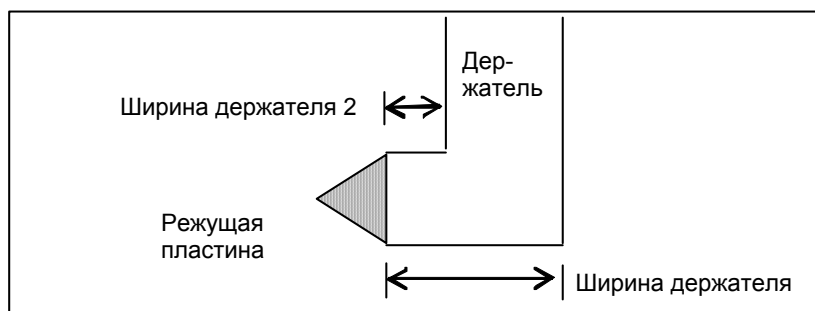 Дер-
жатель
Ширина держателя 2
Режущая
пластина
Ширина держателя